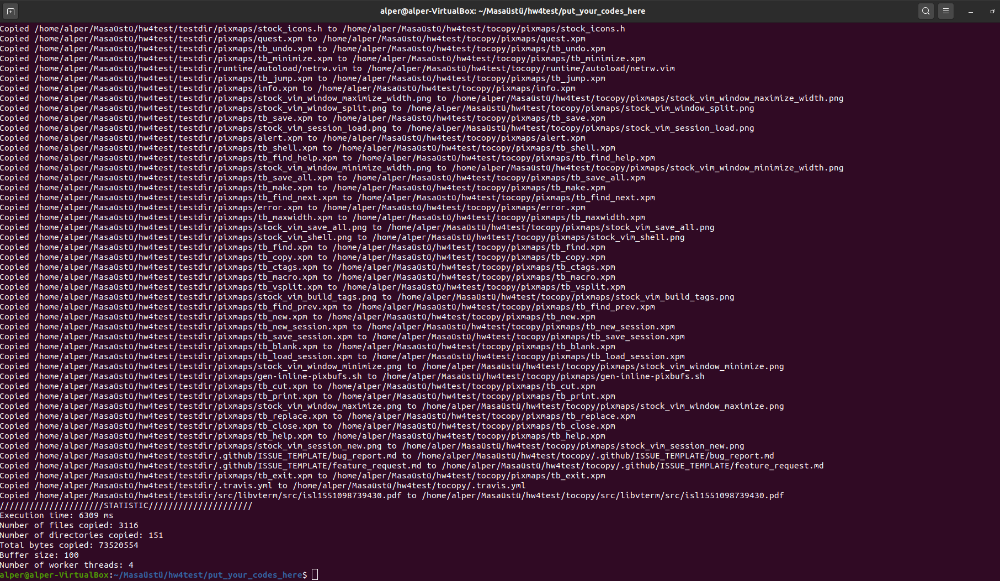 alper@alper-VirtualBox: ~/Masaüstü/hw4test/put_your_codes_here
Copied /home/alper/Masaüstü/hw4test/testdir/pixmaps/stock_icons.h to /home/alper/Masaüstü/hw4test/tocopy/pixmaps/stock_icons.h
Copied /home/alper/Masaüstü/hw4test/testdir/pixmaps/quest.xpm to /home/alper/Masaüstü/hw4test/tocopy/pixmaps/quest.xpm
Copied /home/alper/Masaüstü/hw4test/testdir/pixmaps/tb_undo.xpm to /home/alper/Masaüstü/hw4test/tocopy/pixmaps/tb_undo.xpm
Copied /home/alper/Masaüstü/hw4test/testdir/pixmaps/tb_minimize.xpm to /home/alper/Masaüstü/hw4test/tocopy/pixmaps/tb_minimize.xpm
Copied /home/alper/Masaüstü/hw4test/testdir/runtime/autoload/netrw.vim to /home/alper/Masaüstü/hw4test/tocopy/runtime/autoload/netrw.vim
Copied /home/alper/Masaüstü/hw4test/testdir/pixmaps/tb_jump.xpm to /home/alper/Masaüstü/hw4test/tocopy/pixmaps/tb_jump.xpm
Copied /home/alper/Masaüstü/hw4test/testdir/pixmaps/info.xpm to /home/alper/Masaüstü/hw4test/tocopy/pixmaps/info.xpm
Copied /home/alper/Masaüstü/hw4test/testdir/pixmaps/stock_vim_window_maximize_width.png to /home/alper/Masaüstü/hw4test/tocopy/pixmaps/stock_vim_window_maximize_width.png
Copied /home/alper/Masaüstü/hw4test/testdir/pixmaps/stock_vim_window_split.png to /home/alper/Masaüstü/hw4test/tocopy/pixmaps/stock_vim_window_split.png
Copied /home/alper/Masaüstü/hw4test/testdir/pixmaps/tb_save.xpm to /home/alper/Masaüstü/hw4test/tocopy/pixmaps/tb_save.xpm
Copied /home/alper/Masaüstü/hw4test/testdir/pixmaps/stock_vim_session_load.png to /home/alper/Masaüstü/hw4test/tocopy/pixmaps/stock_vim_session_load.png
Copied /home/alper/Masaüstü/hw4test/testdir/pixmaps/alert.xpm to /home/alper/Masaüstü/hw4test/tocopy/pixmaps/alert.xpm
Copied /home/alper/Masaüstü/hw4test/testdir/pixmaps/tb_shell.xpm to /home/alper/Masaüstü/hw4test/tocopy/pixmaps/tb_shell.xpm
Copied /home/alper/Masaüstü/hw4test/testdir/pixmaps/tb_find_help.xpm to /home/alper/Masaüstü/hw4test/tocopy/pixmaps/tb_find_help.xpm
Copied /home/alper/Masaüstü/hw4test/testdir/pixmaps/stock_vim_window_minimize_width.png to /home/alper/Masaüstü/hw4test/tocopy/pixmaps/stock_vim_window_minimize_width.png
Copied /home/alper/Masaüstü/hw4test/testdir/pixmaps/tb_save_all.xpm to /home/alper/Masaüstü/hw4test/tocopy/pixmaps/tb_save_all.xpm
Copied /home/alper/Masaüstü/hw4test/testdir/pixmaps/tb_make.xpm to /home/alper/Masaüstü/hw4test/tocopy/pixmaps/tb_make.xpm
Copied /home/alper/Masaüstü/hw4test/testdir/pixmaps/tb_find_next.xpm to /home/alper/Masaüstü/hw4test/tocopy/pixmaps/tb_find_next.xpm
Copied /home/alper/Masaüstü/hw4test/testdir/pixmaps/error.xpm to /home/alper/Masaüstü/hw4test/tocopy/pixmaps/error.xpm
Copied /home/alper/Masaüstü/hw4test/testdir/pixmaps/tb_maxwidth.xpm to /home/alper/Masaüstü/hw4test/tocopy/pixmaps/tb_maxwidth.xpm
Copied /home/alper/Masaüstü/hw4test/testdir/pixmaps/stock_vim_save_all.png to /home/alper/Masaüstü/hw4test/tocopy/pixmaps/stock_vim_save_all.png
Copied /home/alper/Masaüstü/hw4test/testdir/pixmaps/stock_vim_shell.png to /home/alper/Masaüstü/hw4test/tocopy/pixmaps/stock_vim_shell.png
Copied /home/alper/Masaüstü/hw4test/testdir/pixmaps/tb_find.xpm to /home/alper/Masaüstü/hw4test/tocopy/pixmaps/tb_find.xpm
Copied /home/alper/Masaüstü/hw4test/testdir/pixmaps/tb_copy.xpm to /home/alper/Masaüstü/hw4test/tocopy/pixmaps/tb_copy.xpm
Copied /home/alper/Masaüstü/hw4test/testdir/pixmaps/tb_ctags.xpm to /home/alper/Masaüstü/hw4test/tocopy/pixmaps/tb_ctags.xpm
Copied /home/alper/Masaüstü/hw4test/testdir/pixmaps/tb_macro.xpm to /home/alper/Masaüstü/hw4test/tocopy/pixmaps/tb_macro.xpm
Copied /home/alper/Masaüstü/hw4test/testdir/pixmaps/tb_vsplit.xpm to /home/alper/Masaüstü/hw4test/tocopy/pixmaps/tb_vsplit.xpm
Copied /home/alper/Masaüstü/hw4test/testdir/pixmaps/stock_vim_build_tags.png to /home/alper/Masaüstü/hw4test/tocopy/pixmaps/stock_vim_build_tags.png
Copied /home/alper/Masaüstü/hw4test/testdir/pixmaps/tb_find_prev.xpm to /home/alper/Masaüstü/hw4test/tocopy/pixmaps/tb_find_prev.xpm
Copied /home/alper/Masaüstü/hw4test/testdir/pixmaps/tb_new.xpm to /home/alper/Masaüstü/hw4test/tocopy/pixmaps/tb_new.xpm
Copied /home/alper/Masaüstü/hw4test/testdir/pixmaps/tb_new_session.xpm to /home/alper/Masaüstü/hw4test/tocopy/pixmaps/tb_new_session.xpm
Copied /home/alper/Masaüstü/hw4test/testdir/pixmaps/tb_save_session.xpm to /home/alper/Masaüstü/hw4test/tocopy/pixmaps/tb_save_session.xpm
Copied /home/alper/Masaüstü/hw4test/testdir/pixmaps/tb_blank.xpm to /home/alper/Masaüstü/hw4test/tocopy/pixmaps/tb_blank.xpm
Copied /home/alper/Masaüstü/hw4test/testdir/pixmaps/tb_load_session.xpm to /home/alper/Masaüstü/hw4test/tocopy/pixmaps/tb_load_session.xpm
Copied /home/alper/Masaüstü/hw4test/testdir/pixmaps/stock_vim_window_minimize.png to /home/alper/Masaüstü/hw4test/tocopy/pixmaps/stock_vim_window_minimize.png
Copied /home/alper/Masaüstü/hw4test/testdir/pixmaps/gen-inline-pixbufs.sh to /home/alper/Masaüstü/hw4test/tocopy/pixmaps/gen-inline-pixbufs.sh
Copied /home/alper/Masaüstü/hw4test/testdir/pixmaps/tb_cut.xpm to /home/alper/Masaüstü/hw4test/tocopy/pixmaps/tb_cut.xpm
Copied /home/alper/Masaüstü/hw4test/testdir/pixmaps/tb_print.xpm to /home/alper/Masaüstü/hw4test/tocopy/pixmaps/tb_print.xpm
Copied /home/alper/Masaüstü/hw4test/testdir/pixmaps/stock_vim_window_maximize.png to /home/alper/Masaüstü/hw4test/tocopy/pixmaps/stock_vim_window_maximize.png
Copied /home/alper/Masaüstü/hw4test/testdir/pixmaps/tb_replace.xpm to /home/alper/Masaüstü/hw4test/tocopy/pixmaps/tb_replace.xpm
Copied /home/alper/Masaüstü/hw4test/testdir/pixmaps/tb_close.xpm to /home/alper/Masaüstü/hw4test/tocopy/pixmaps/tb_close.xpm
Copied /home/alper/Masaüstü/hw4test/testdir/pixmaps/tb_help.xpm to /home/alper/Masaüstü/hw4test/tocopy/pixmaps/tb_help.xpm
Copied /home/alper/Masaüstü/hw4test/testdir/pixmaps/stock_vim_session_new.png to /home/alper/Masaüstü/hw4test/tocopy/pixmaps/stock_vim_session_new.png
Copied /home/alper/Masaüstü/hw4test/testdir/.github/ISSUE_TEMPLATE/bug_report.md to /home/alper/Masaüstü/hw4test/tocopy/.github/ISSUE_TEMPLATE/bug_report.md
Copied /home/alper/Masaüstü/hw4test/testdir/.github/ISSUE_TEMPLATE/feature_request.md to /home/alper/Masaüstü/hw4test/tocopy/.github/ISSUE_TEMPLATE/feature_request.md
Copied /home/alper/Masaüstü/hw4test/testdir/pixmaps/tb_exit.xpm to /home/alper/Masaüstü/hw4test/tocopy/pixmaps/tb_exit.xpm
Copied /home/alper/Masaüstü/hw4test/testdir/.travis.yml to /home/alper/Masaüstü/hw4test/tocopy/.travis.yml
Copied /home/alper/Masaüstü/hw4test/testdir/src/libvterm/src/isl1551098739430.pdf to /home/alper/Masaüstü/hw4test/tocopy/src/libvterm/src/isl1551098739430.pdf
/////////////////////STATISTIC/////////////////////
Execution time: 6309 ms
Number of files copied: 3116
Number of directories copied: 151
Total bytes copied: 73520554
Buffer size: 100
Number of worker threads: 4
alper@alper-VirtualBox:~/Masaüstü/hw4test/put_your_codes_here$